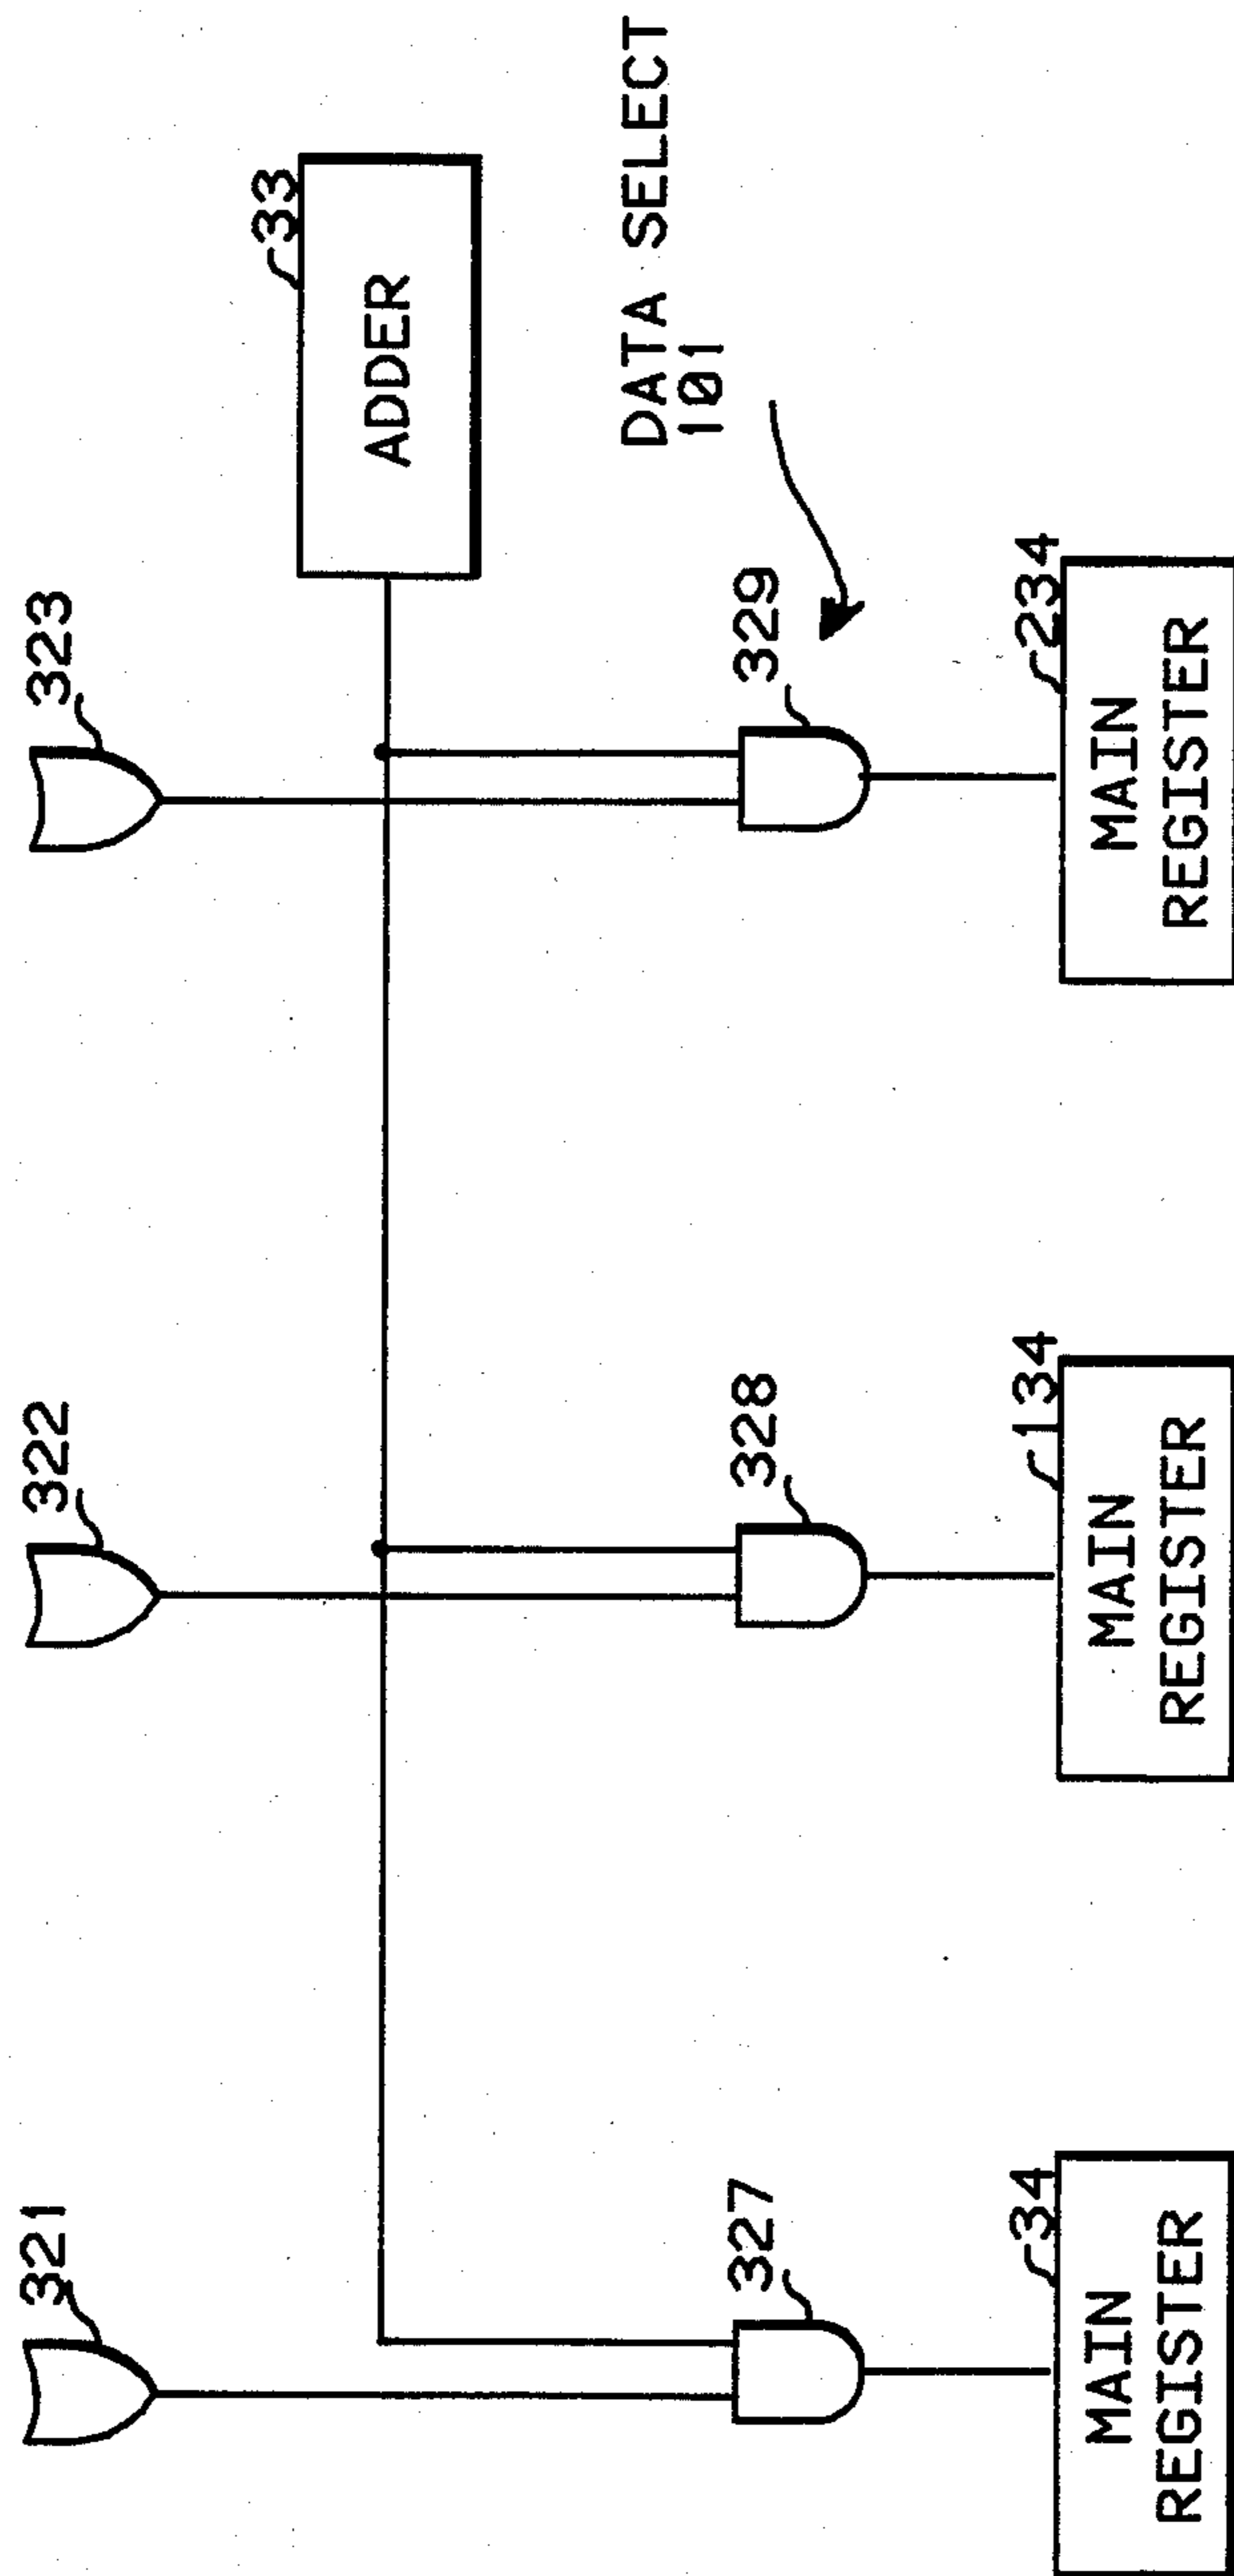 321
322
323
33
ADDER
DATA SELECT
101
327
328
329
34
MAIN
REGISTER
134
MAIN
REGISTER
234
MAIN
REGISTER